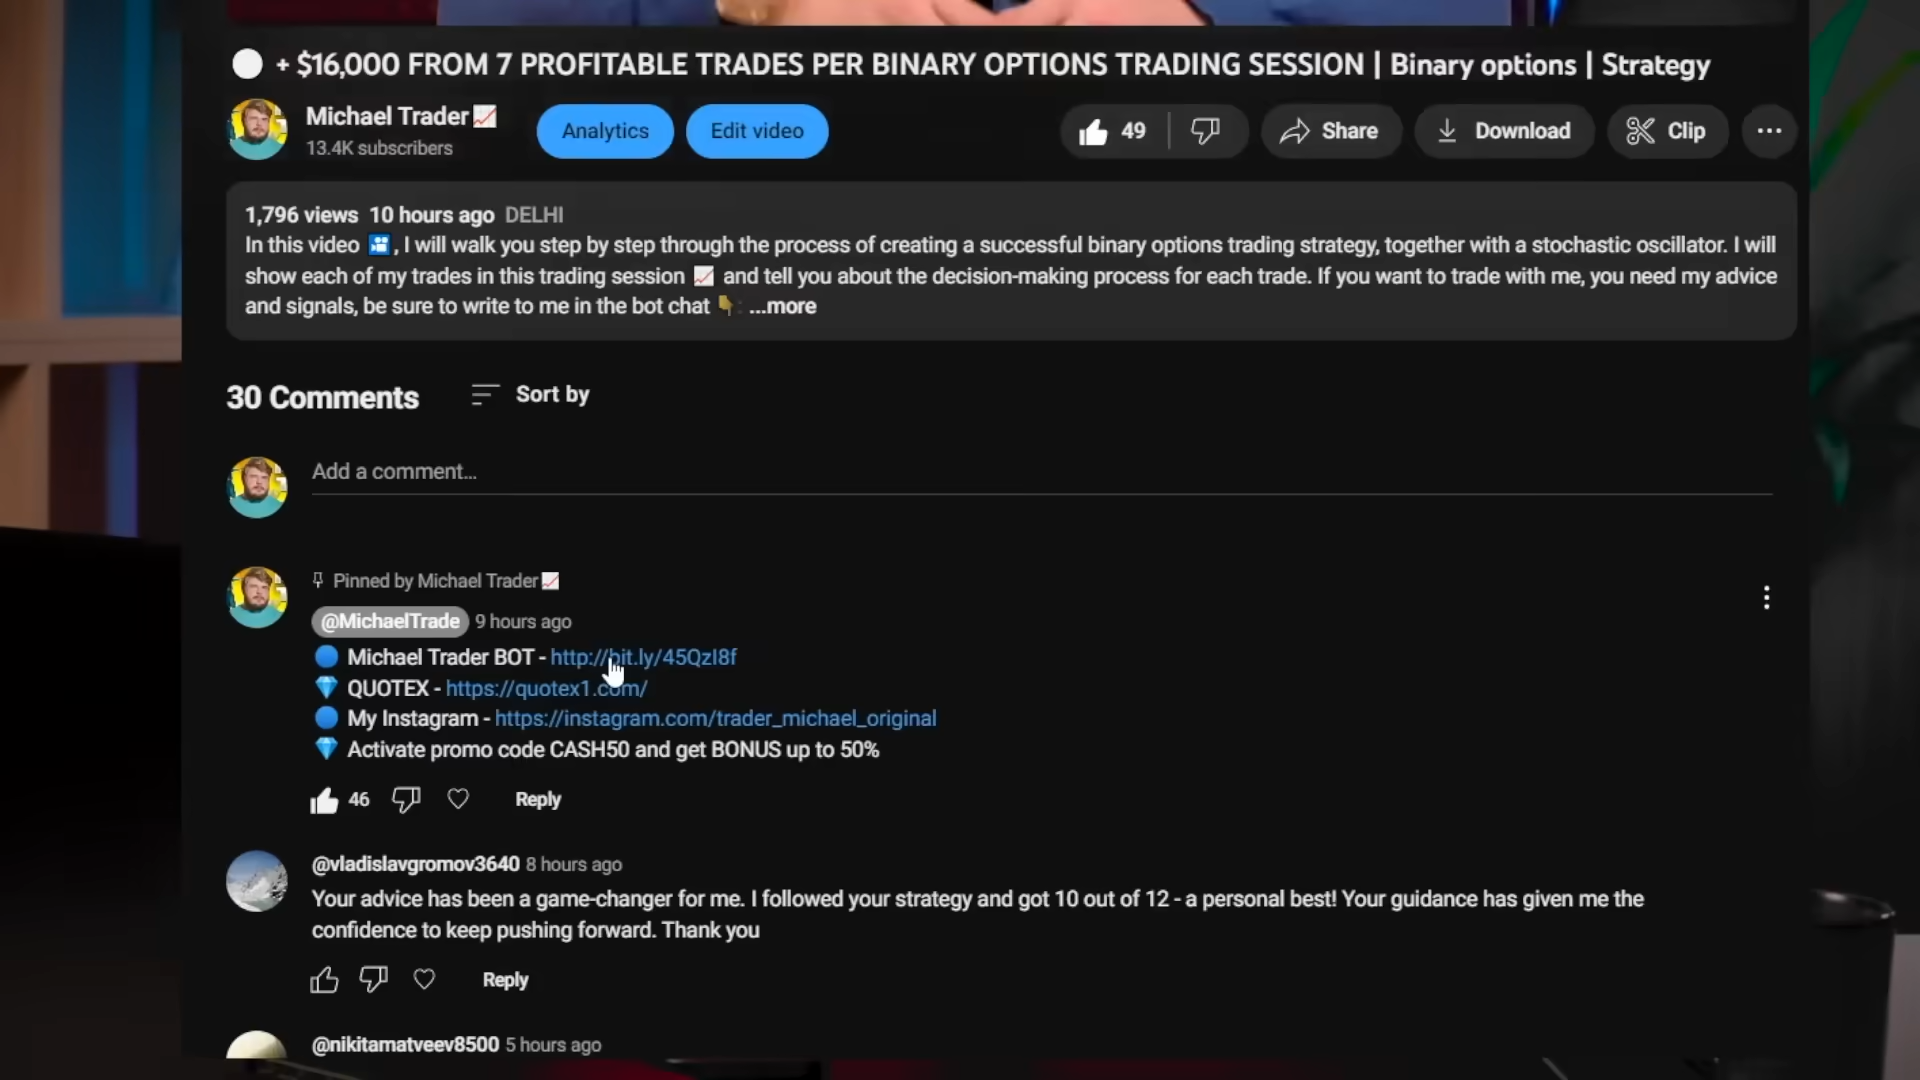 + $16,000 FROM 7 PROFITABLE TRADES PER BINARY OPTIONS TRADING SESSION | Binary options | Strategy
Michael Trader
13.4K subscribers
Analytics
Edit video
49
Share
Download
Clip
1,796 views 10 hours ago DELHI
In this video , I will walk you step by step through the process of creating a successful binary options trading strategy, together with a stochastic oscillator. I will
show each of my trades in this trading session and tell you about the decision-making process for each trade. If you want to trade with me, you need my advice
and signals, be sure to write to me in the bot chat ...more
30 Comments
Sort by
Add a comment...
Pinned by Michael Trader
@MichaelTrade 9 hours ago
Michael Trader BOT - http://bit.ly/45QzI8f
QUOTEX - https://quotex1.com/
My Instagram - https://instagram.com/trader_michael_original
Activate promo code CASH50 and get BONUS up to 50%
46
Reply
@vladislavgromov3640 8 hours ago
Your advice has been a game-changer for me. I followed your strategy and got 10 out of 12 - a personal best! Your guidance has given me the
confidence to keep pushing forward. Thank you
Reply
@nikitamatveev8500 5 hours ago